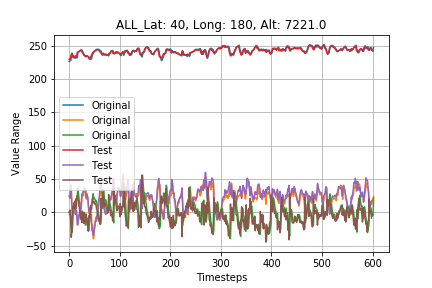 ALL_Lat: 40, Long: 180, Alt: 7221.0
250
200
150
100
50
0
−50
Value Range
Original
Original
Original
Test
Test
Test
0 100 200 300 400 500 600
Timesteps